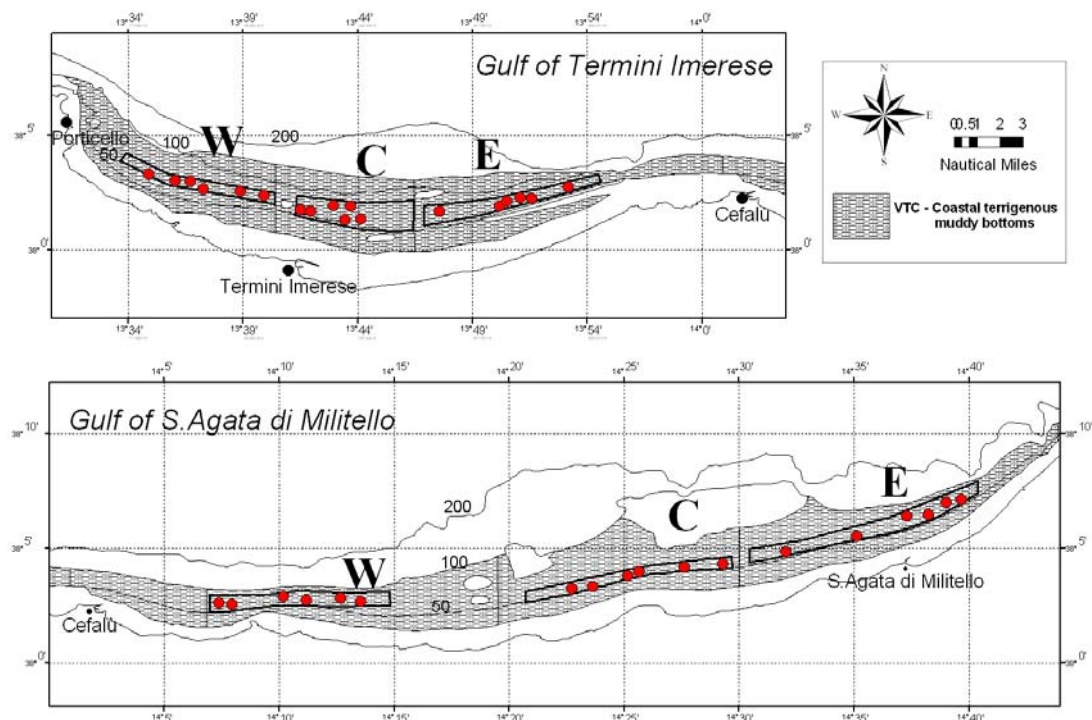 13°34' 13°39' 13°44' 13°49' 13°54' 14°0'
Gulf of Termini Imerese
38°5' Porticello 50 100 W 200 C E 38°5'
38°0' Termini Imerese Cefalù 38°0'
13°34' 13°39' 13°44' 13°49' 13°54' 14°0'
N
W E
S
0 0.5 1 2 3
Nautical Miles
VTC - Coastal terrigenous
muddy bottoms
14°5' 14°10' 14°15' 14°20' 14°25' 14°30' 14°35' 14°40'
Gulf of S.Agata di Militello
38°10' 38°10'
200 C E
38°5' 100 W 50 38°5'
S.Agata di Militello
Cefalù
38°0' 38°0'
14°5' 14°10' 14°15' 14°20' 14°25' 14°30' 14°35' 14°40'